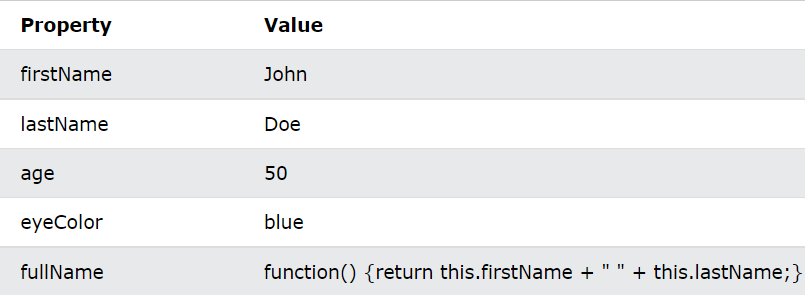 Property Value
firstName John
lastName Doe
age 50
eyeColor blue
fullName function() {return this.firstName + " " + this.lastName;}